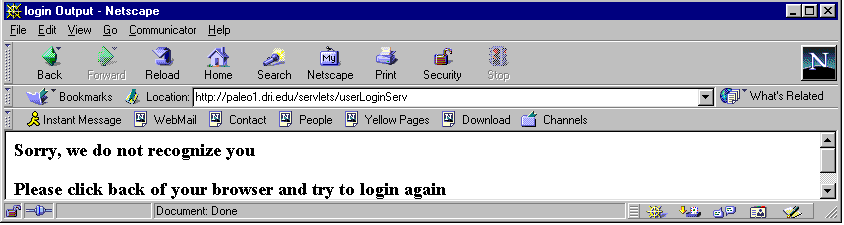 login Output - Netscape
File Edit View Go Communicator Help
Back Forward Reload Home Search Netscape Print Security Stop
My
N
Bookmarks Location: http://paleo1.dri.edu/servlets/userLoginServ What's Related
Instant Message WebMail Contact People Yellow Pages Download Channels
Sorry, we do not recognize you
Please click back of your browser and try to login again
Document: Done